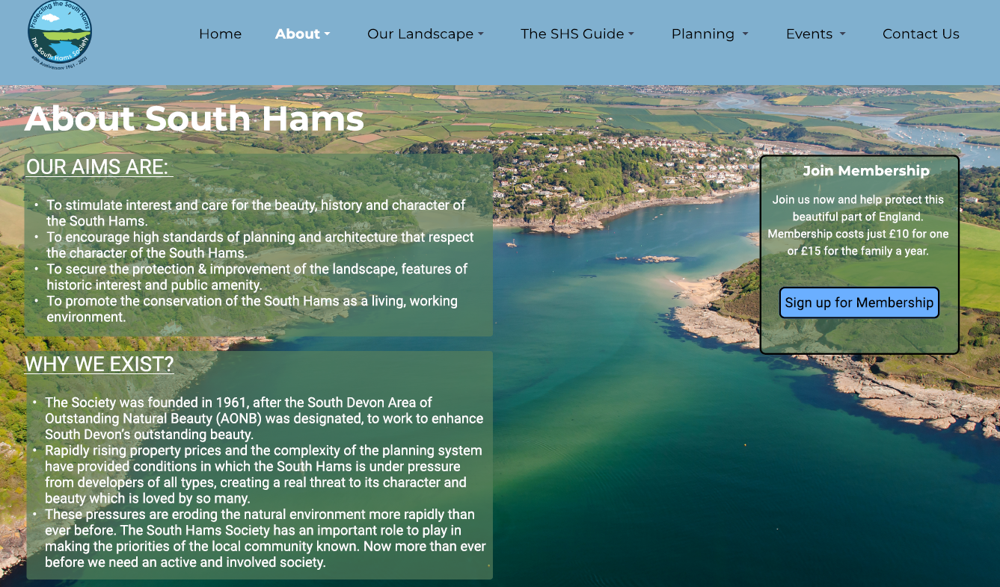 Protecting the South Hams
The South Hams Society
60th Anniversary 1961 - 2021
Home
About
Our Landscape
The SHS Guide
Planning
Events
Contact Us
About South Hams
OUR AIMS ARE:
• To stimulate interest and care for the beauty, history and character of
the South Hams.
• To encourage high standards of planning and architecture that respect
the character of the South Hams.
• To secure the protection & improvement of the landscape, features of
historic interest and public amenity.
• To promote the conservation of the South Hams as a living, working
environment.
WHY WE EXIST?
• The Society was founded in 1961, after the South Devon Area of
Outstanding Natural Beauty (AONB) was designated, to work to enhance
South Devon's outstanding beauty.
• Rapidly rising property prices and the complexity of the planning system
have provided conditions in which the South Hams is under pressure
from developers of all types, creating a real threat to its character and
beauty which is loved by so many.
• These pressures are eroding the natural environment more rapidly than
ever before. The South Hams Society has an important role to play in
making the priorities of the local community known. Now more than ever
before we need an active and involved society.
Join Membership
Join us now and help protect this
beautiful part of England.
Membership costs just £10 for one
or £15 for the family a year.
Sign up for Membership